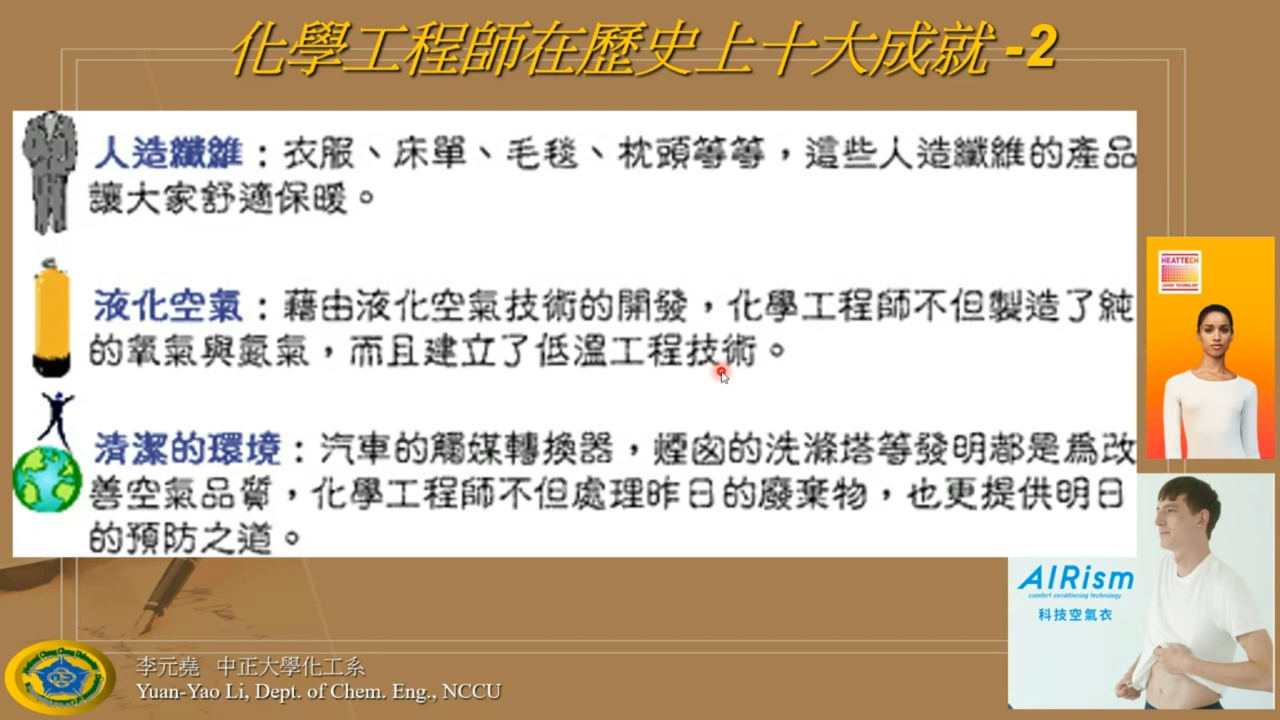 化學工程師在歷史上十大成就 -2
人造纖維：衣服、床單、毛毯、枕頭等等，這些人造纖維的產品
讓大家舒適保暖。
液化空氣：藉由液化空氣技術的開發，化學工程師不但製造了純
的氧氣與氮氣，而且建立了低溫工程技術。
清潔的環境：汽車的觸媒轉換器，煙囪的洗滌塔等發明都是為改
善空氣品質，化學工程師不但處理昨日的廢棄物，也更提供明日
的預防之道。
HEATTECH
JAPAN TECHNOLOGY
AIRism
comfort conditioning technology
科技空氣衣
李元堯 中正大學化工系
Yuan-Yao Li, Dept. of Chem. Eng., NCCU